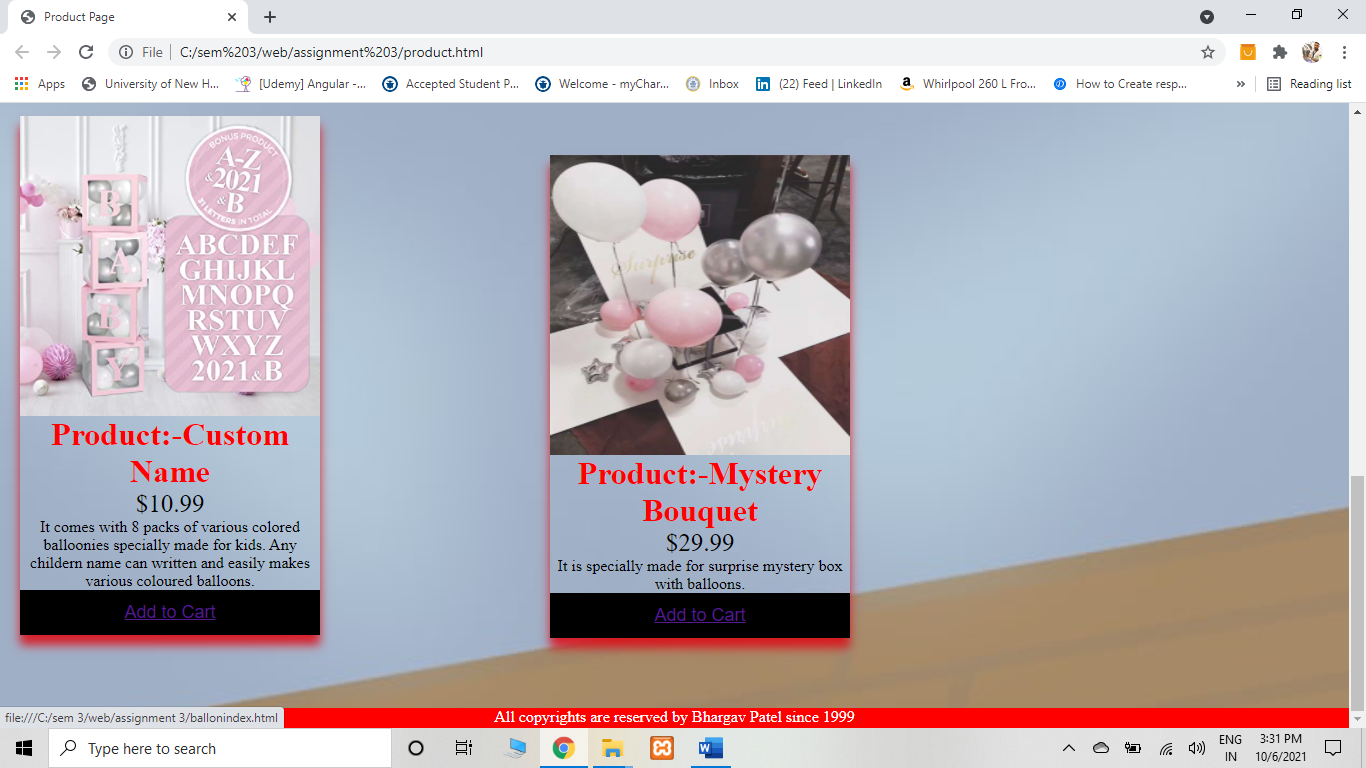 Product Page
File
C:/sem%203/web/assignment%203/product.html
Apps
University of New H...
[Udemy] Angular -...
Accepted Student P...
Welcome - myChar...
Inbox
(22) Feed | LinkedIn
Whirlpool 260 L Fro...
How to Create resp...
»
Reading list
BONUS PRODUCT
A-Z
&2021
&B
31 LETTERS IN TOTAL
B
A
B
Y
ABCDEF
GHIJKL
MNOPQ
RSTUV
WXYZ
2021&B
Product:-Custom
Name
$10.99
It comes with 8 packs of various colored
balloonies specially made for kids. Any
childern name can written and easily makes
various coloured balloons.
Add to Cart
Surprise
Surprise
Product:-Mystery
Bouquet
$29.99
It is specially made for surprise mystery box
with balloons.
Add to Cart
file:///C:/sem 3/web/assignment 3/ballonindex.html
All copyrights are reserved by Bhargav Patel since 1999
Type here to search
ENG
IN
3:31 PM
10/6/2021